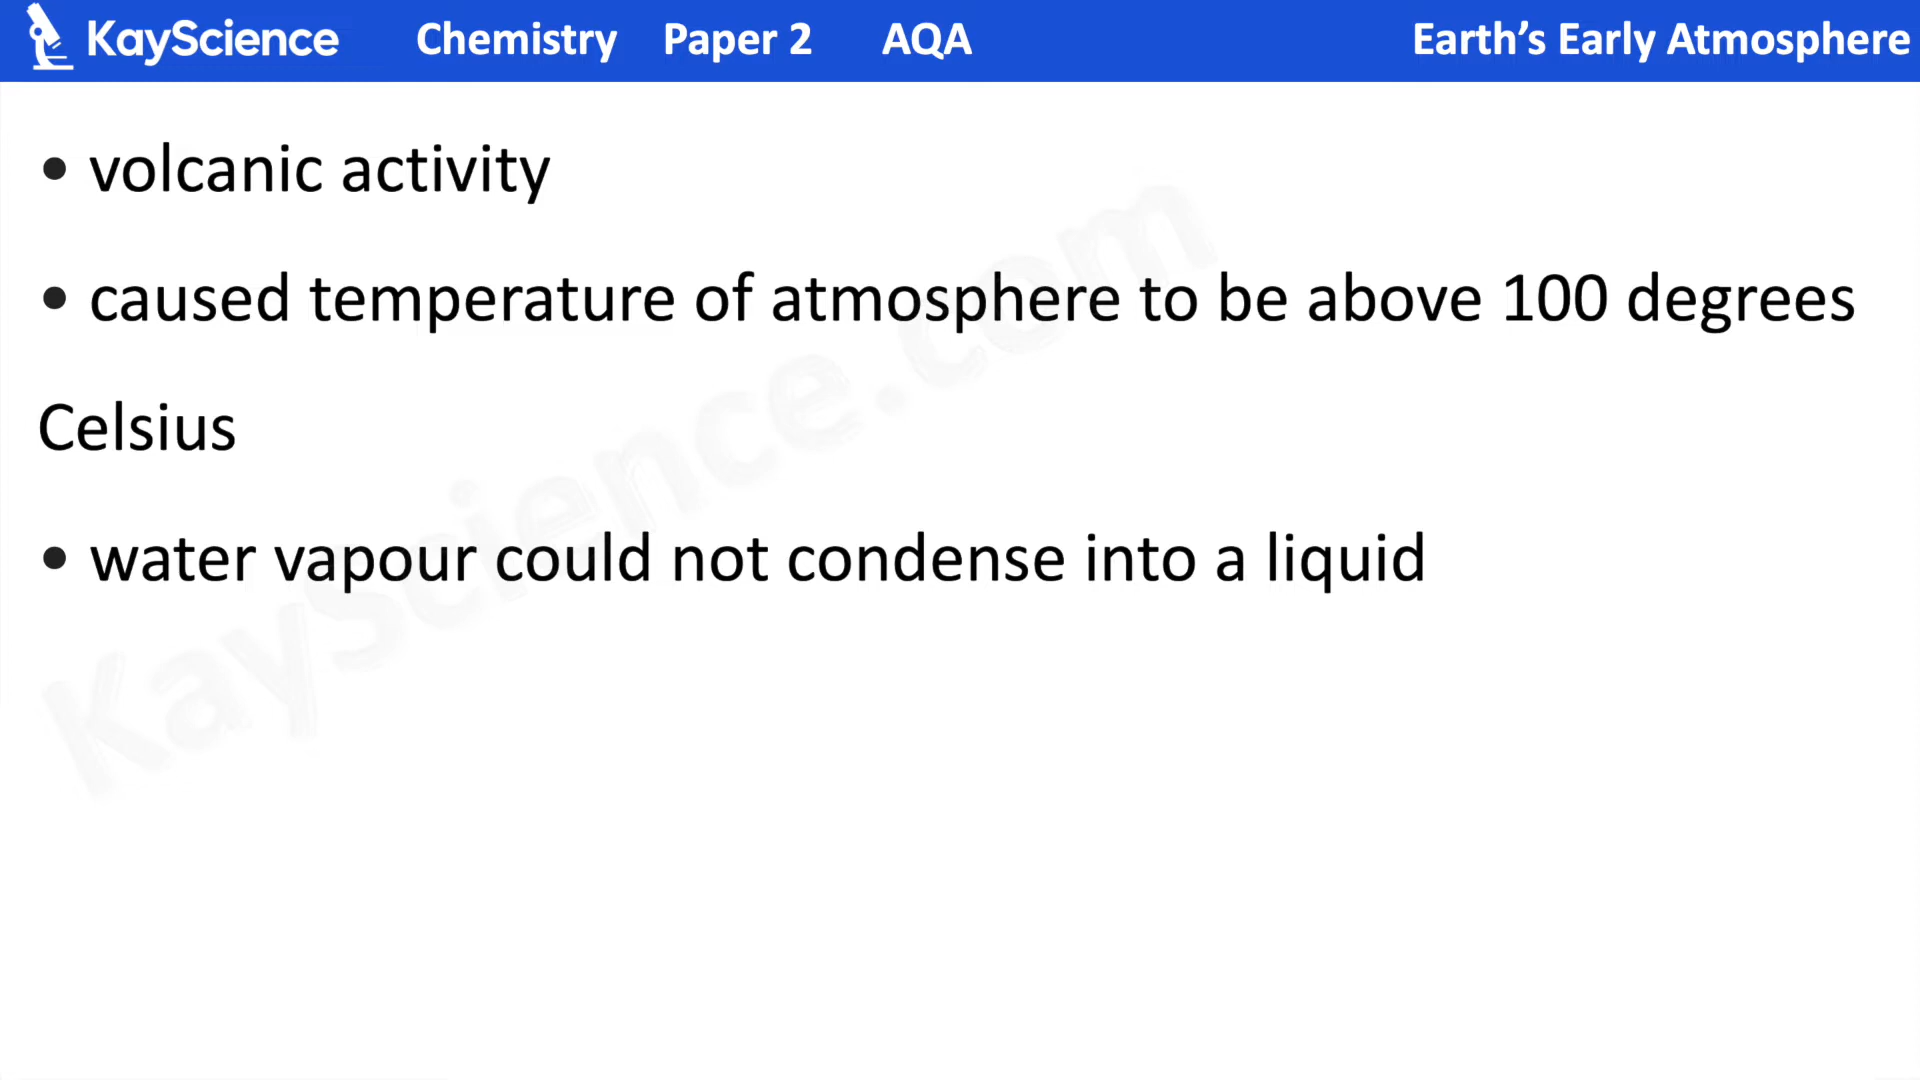 KayScience Chemistry Paper 2 AQA Earth’s Early Atmosphere
• volcanic activity
• caused temperature of atmosphere to be above 100 degrees
Celsius
• water vapour could not condense into a liquid
KayScience.com